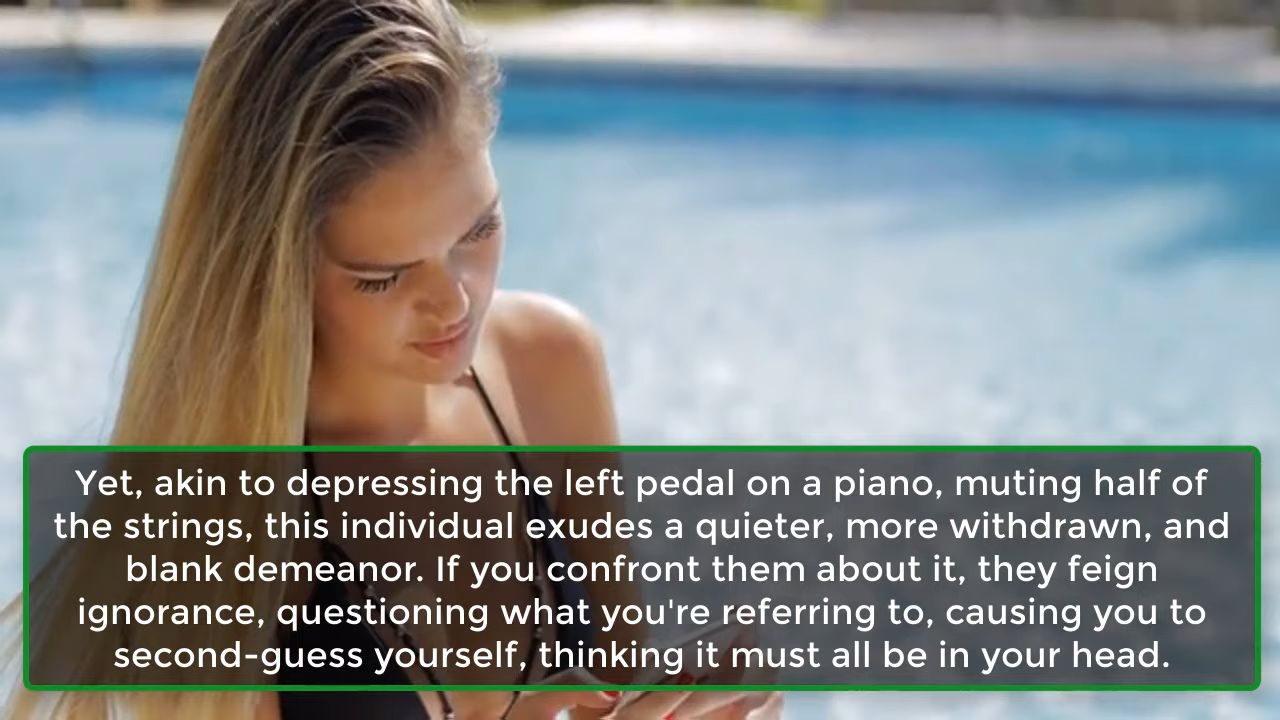 Yet, akin to depressing the left pedal on a piano, muting half of
the strings, this individual exudes a quieter, more withdrawn, and
blank demeanor. If you confront them about it, they feign
ignorance, questioning what you're referring to, causing you to
second-guess yourself, thinking it must all be in your head.